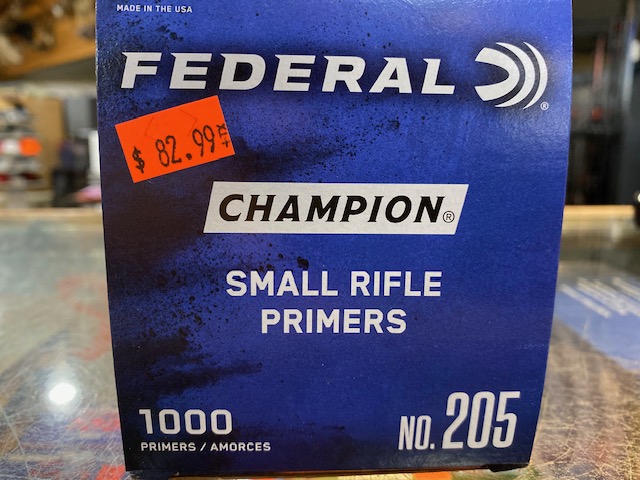 MADE IN THE USA
FEDERAL
®
$ 82.99
CHAMPION®
SMALL RIFLE
PRIMERS
1000
PRIMERS / AMORCES
NO. 205